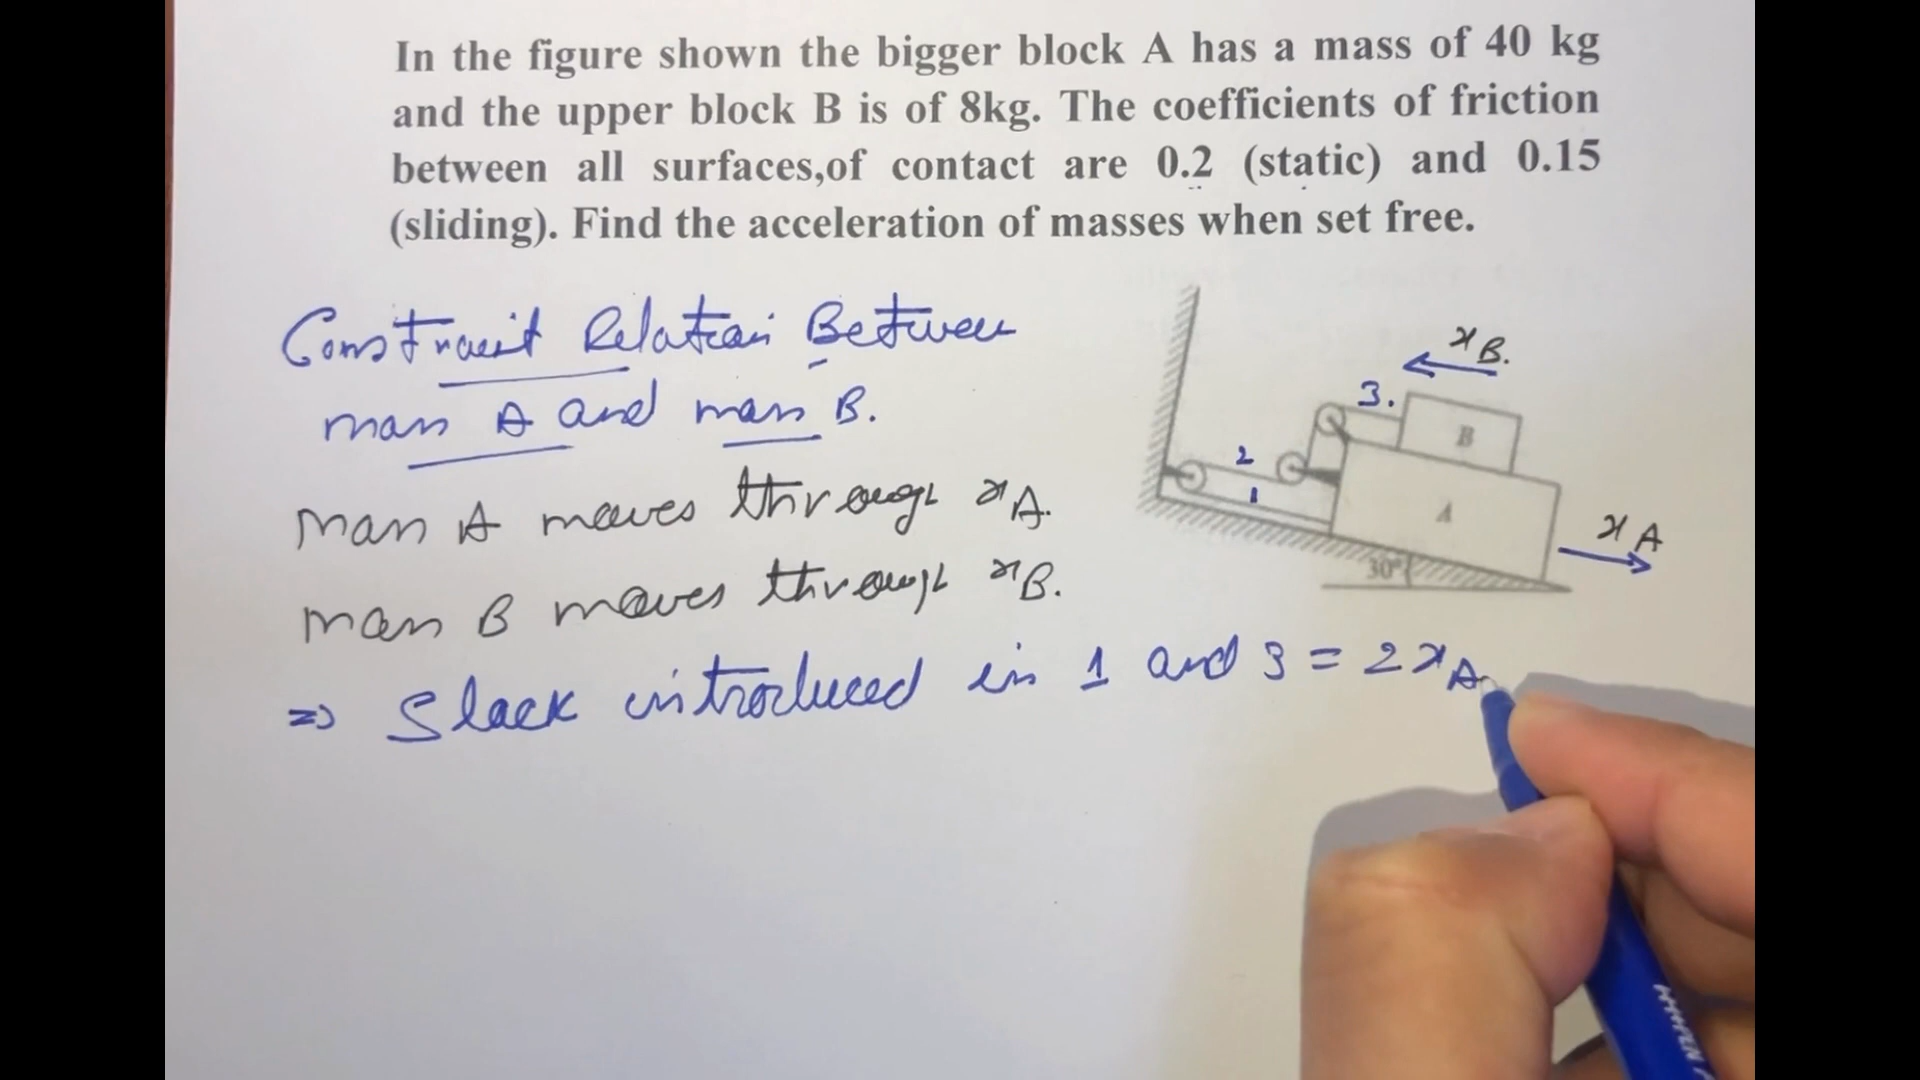 In the figure shown the bigger block A has a mass of 40 kg
and the upper block B is of 8kg. The coefficients of friction
between all surfaces,of contact are 0.2 (static) and 0.15
(sliding). Find the acceleration of masses when set free.
Constraint Relation Between
mass A and mass B.
mass A moves through xA.
mass B moves through xB.
⇒ Slack introduced in 1 and 3 = 2xA
xB.
3.
B
2
1
A
xA
30°